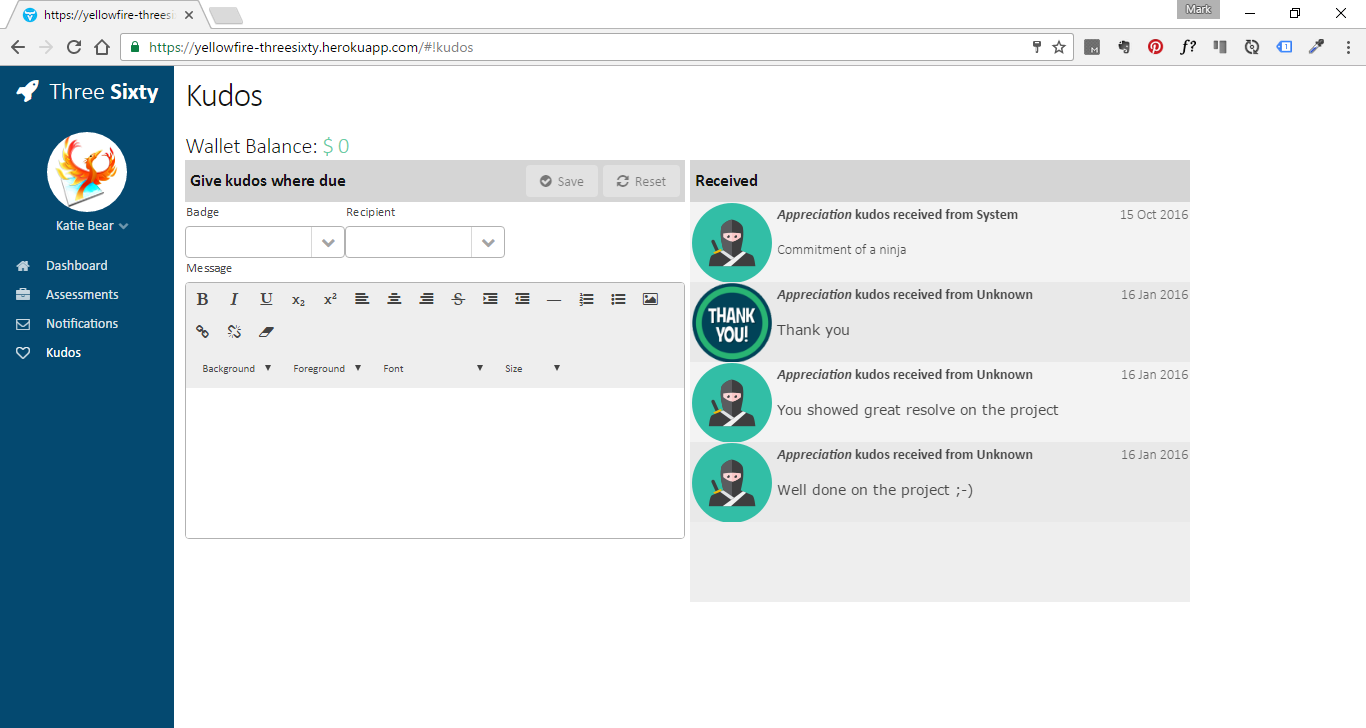 https://yellowfire-threesi
Mark
https://yellowfire-threesixty.herokuapp.com/#!kudos
M
f?
1
Three Sixty
Katie Bear
Dashboard
Assessments
Notifications
Kudos
Kudos
Wallet Balance: $ 0
Give kudos where due
Save
Reset
Badge
Recipient
Message
B I U x₂ x² S
Background
Foreground
Font
Size
Received
Appreciation kudos received from System
15 Oct 2016
Commitment of a ninja
THANK
YOU!
Appreciation kudos received from Unknown
16 Jan 2016
Thank you
Appreciation kudos received from Unknown
16 Jan 2016
You showed great resolve on the project
Appreciation kudos received from Unknown
16 Jan 2016
Well done on the project ;-)